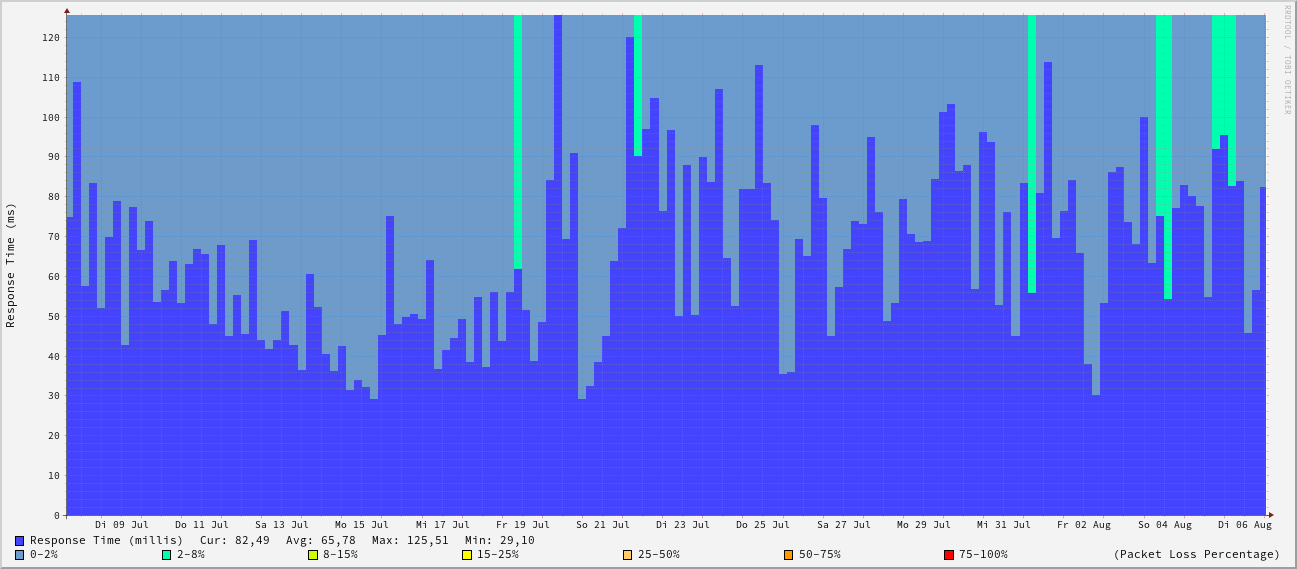 RRDTOOL / TOBI OETIKER
Response Time (ms)
120
110
100
90
80
70
60
50
40
30
20
10
0
Di 09 Jul Do 11 Jul Sa 13 Jul Mo 15 Jul Mi 17 Jul Fr 19 Jul So 21 Jul Di 23 Jul Do 25 Jul Sa 27 Jul Mo 29 Jul Mi 31 Jul Fr 02 Aug So 04 Aug Di 06 Aug
Response Time (millis) Cur: 82,49 Avg: 65,78 Max: 125,51 Min: 29,10
0-2% 2-8% 8-15% 15-25% 25-50% 50-75% 75-100% (Packet Loss Percentage)